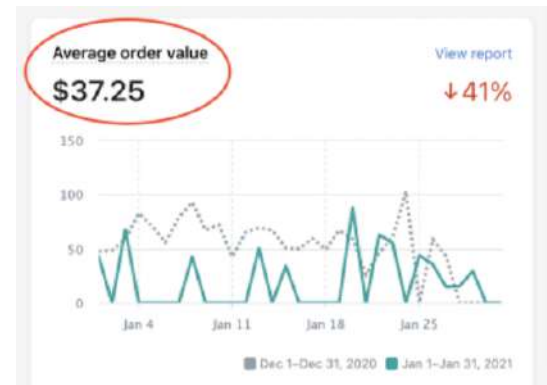 Average order value
View report
$37.25
↓41%
150
100
50
0
Jan 4 Jan 11 Jan 18 Jan 25
Dec 1–Dec 31, 2020 Jan 1–Jan 31, 2021